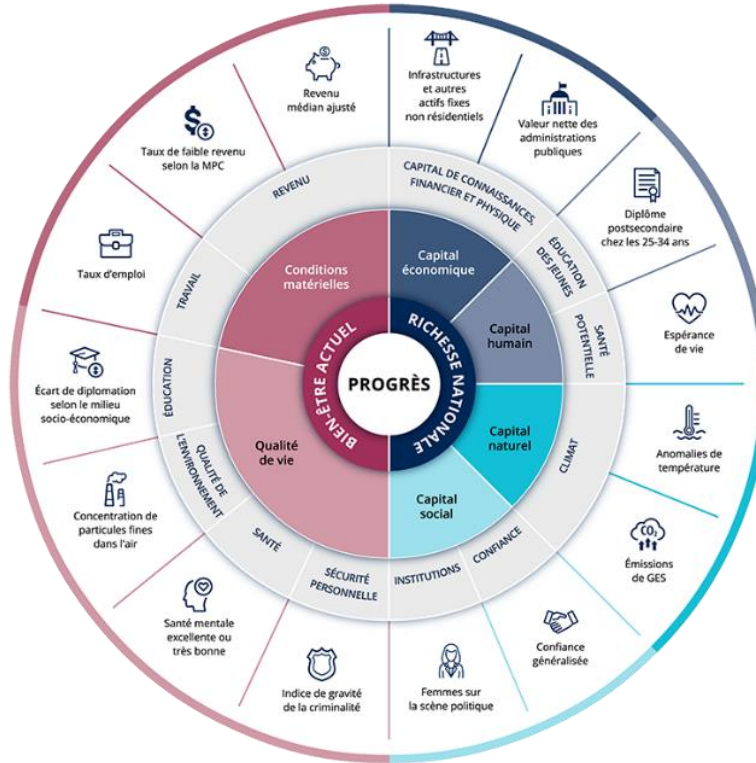 PROGRÈS
BIEN-ÊTRE ACTUEL
RICHESSE NATIONALE
Conditions
matérielles
Qualité
de vie
Capital
économique
Capital
humain
Capital
naturel
Capital
social
REVENU
TRAVAIL
ÉDUCATION
QUALITÉ DE
L'ENVIRONNEMENT
SANTÉ
SÉCURITÉ
PERSONNELLE
CAPITAL DE CONNAISSANCES,
FINANCIER ET PHYSIQUE
ÉDUCATION
DES JEUNES
SANTÉ
POTENTIELLE
CLIMAT
CONFIANCE
INSTITUTIONS
Revenu
médian ajusté
Taux de faible revenu
selon la MPC
Taux d'emploi
Écart de diplomation
selon le milieu
socio-économique
Concentration de
particules fines
dans l'air
Santé mentale
excellente ou
très bonne
Indice de gravité
de la criminalité
Infrastructures
et autres
actifs fixes
non résidentiels
Valeur nette des
administrations
publiques
Diplôme
postsecondaire
chez les 25-34 ans
Espérance
de vie
Anomalies de
température
CO₂
Émissions
de GES
Confiance
généralisée
Femmes sur
la scène politique